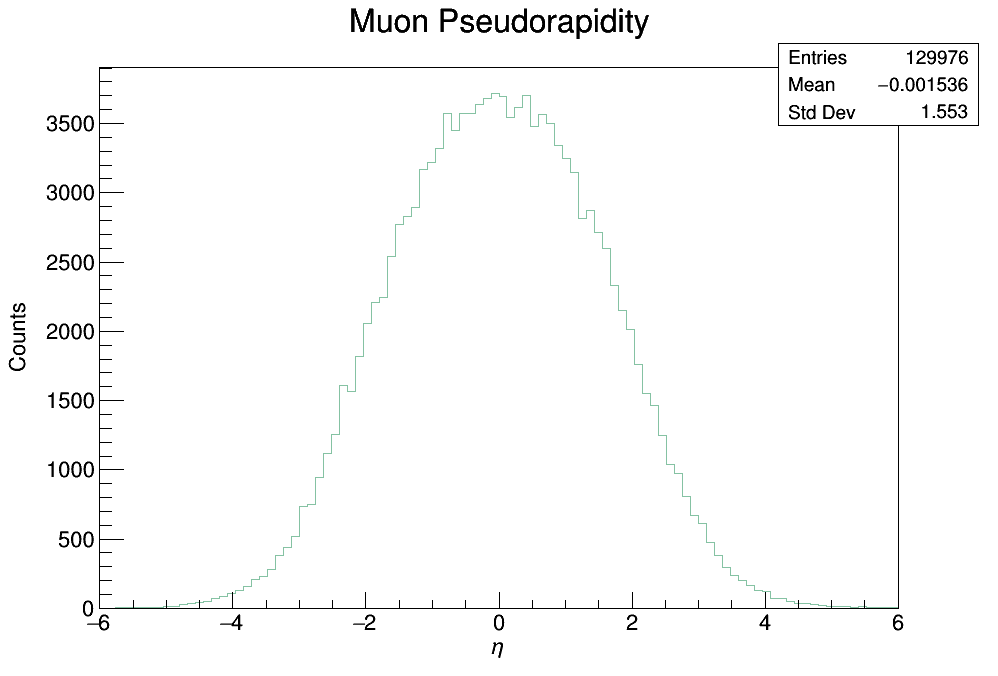 Muon Pseudorapidity
Entries 129976
Mean −0.001536
Std Dev 1.553
3500
3000
2500
2000
1500
1000
500
0
Counts
−6 −4 −2 0 2 4 6
η